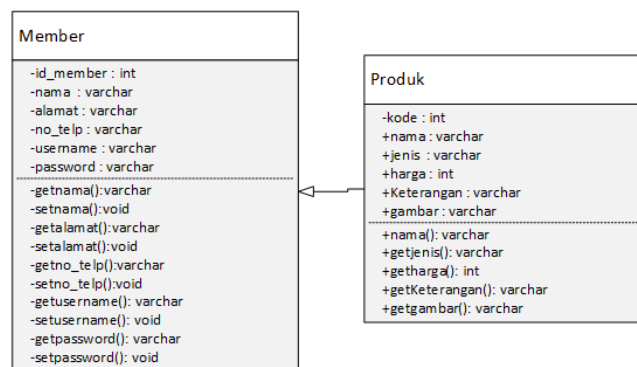 Member
-id_member : int
-nama : varchar
-alamat : varchar
-no_telp : varchar
-username : varchar
-password : varchar
-getnama():varchar
-setnama():void
-getalamat():varchar
-setalamat():void
-getno_telp():varchar
-setno_telp():void
-getusername(): varchar
-setusername(): void
-getpassword(): varchar
-setpassword(): void
Produk
-kode : int
+nama : varchar
+jenis : varchar
+harga : int
+Keterangan : varchar
+gambar : varchar
+nama(): varchar
+getjenis(): varchar
+getharga(): int
+getKeterangan(): varchar
+getgambar(): varchar